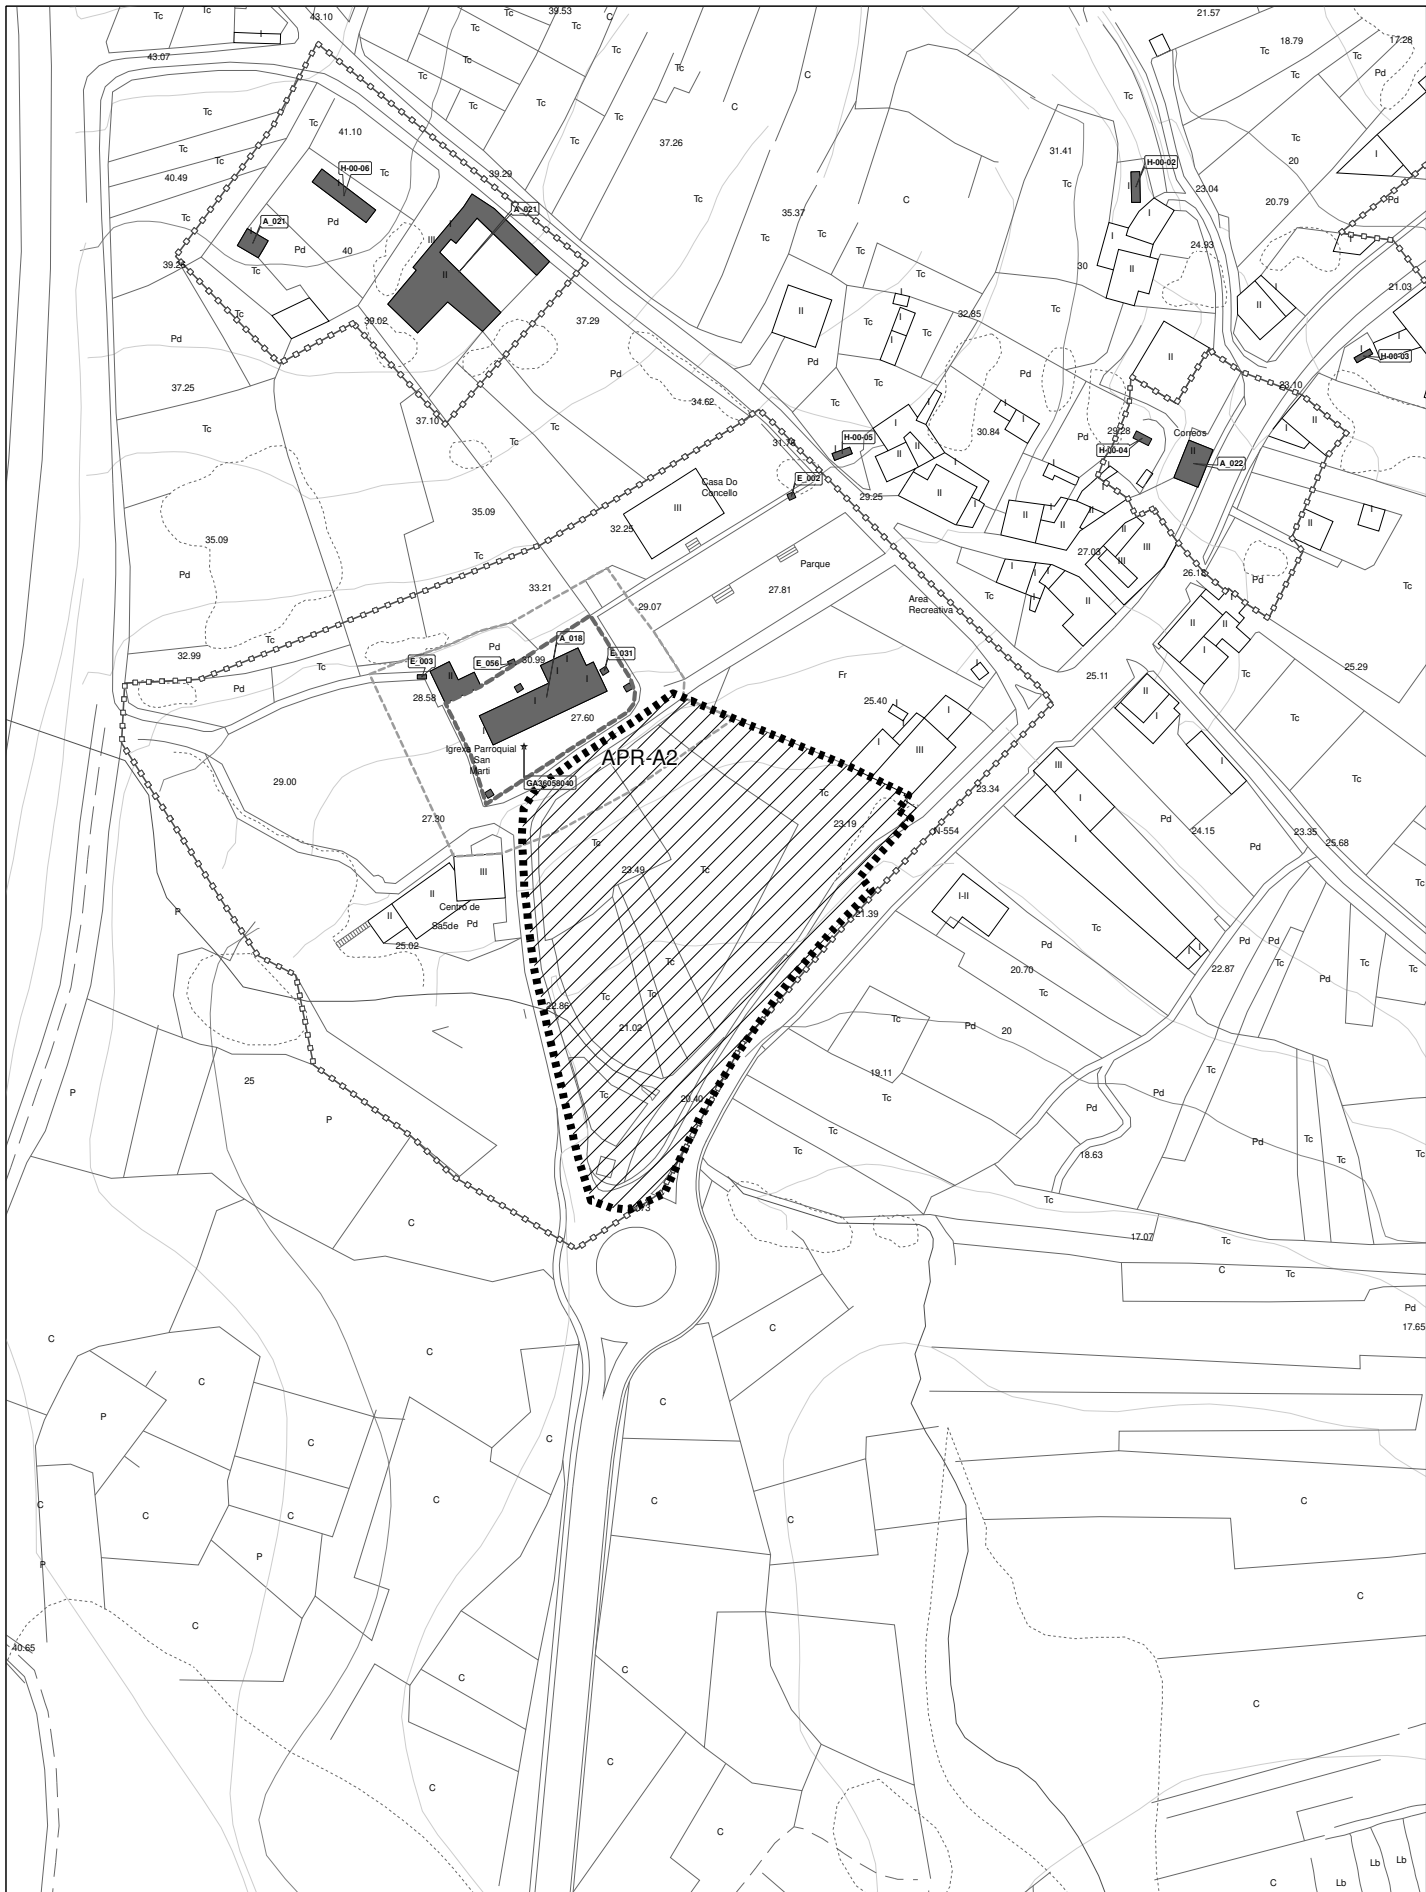 43.10
39.53
C
21.57
Tc
Tc
Tc
18.79
17.28
43.07
Tc
Tc
Tc
Pd
Tc
Tc
Tc
Tc
C
Tc
Tc
Tc
Tc
C
Tc
41.10
Tc
Tc
Tc
37.26
31.41
20
H-00-06
Tc
39.29
H-00-02
40.49
Tc
23.04
Tc
A_021
Pd
A_021
Tc
C
35.37
20.79
Pd
III
Tc
Tc
24.93
39.26
Pd
40
Tc
II
Tc
30
II
21.03
39.02
37.29
Tc
Tc
32.85
II
Pd
Pd
Pd
Tc
Pd
H-00-03
37.25
34.62
Tc
23.10
37.10
Tc
Tc
31.78
H-00-05
30.84
Pd
29.28
Correos
H-00-04
A_022
Casa Do
Concello
E_002
29.25
35.09
III
32.25
35.09
Tc
Parque
27.03
26.18
Pd
Pd
33.21
27.81
Area
Recreativa
Tc
Tc
29.07
32.99
Tc
Tc
Pd
A_018
E_031
E_003
E_056
30.99
Fr
25.11
25.29
Pd
28.58
25.40
Tc
27.60
Igrexa Parroquial
San
Marti
APR-A2
III
GA36058040
29.00
Tc
23.34
27.30
23.19
N-554
24.15
Pd
23.35
25.68
Tc
23.49
Tc
III
II
I-II
Centro de
Sa5de
Pd
21.39
P
25.02
Pd
Tc
Tc
22.87
20.70
Tc
22.86
21.02
Tc
Tc
Pd
20
25
19.11
P
Tc
20.40
Tc
Pd
Pd
P
Tc
Tc
18.63
Pd
Tc
Tc
C
Tc
17.07
Tc
C
Tc
Pd
17.65
C
C
C
C
P
C
C
C
C
C
C
C
C
C
C
P
P
C
C
40.65
C
C
C
C
C
C
Lb
Lb
C
Lb